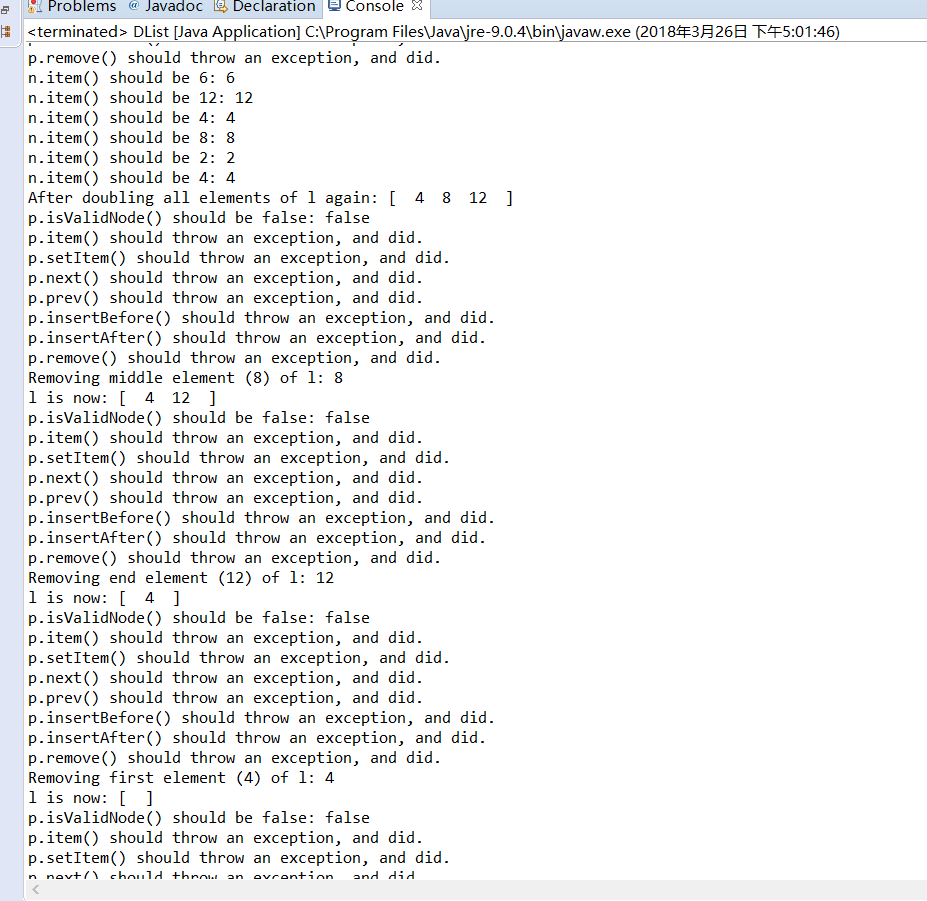 Problems @ Javadoc Declaration Console
<terminated> DList [Java Application] C:\Program Files\Java\jre-9.0.4\bin\javaw.exe (2018年3月26日 下午5:01:46)
p.remove() should throw an exception, and did.
n.item() should be 6: 6
n.item() should be 12: 12
n.item() should be 4: 4
n.item() should be 8: 8
n.item() should be 2: 2
n.item() should be 4: 4
After doubling all elements of l again: [  4  8  12  ]
p.isValidNode() should be false: false
p.item() should throw an exception, and did.
p.setItem() should throw an exception, and did.
p.next() should throw an exception, and did.
p.prev() should throw an exception, and did.
p.insertBefore() should throw an exception, and did.
p.insertAfter() should throw an exception, and did.
p.remove() should throw an exception, and did.
Removing middle element (8) of l: 8
l is now: [  4  12  ]
p.isValidNode() should be false: false
p.item() should throw an exception, and did.
p.setItem() should throw an exception, and did.
p.next() should throw an exception, and did.
p.prev() should throw an exception, and did.
p.insertBefore() should throw an exception, and did.
p.insertAfter() should throw an exception, and did.
p.remove() should throw an exception, and did.
Removing end element (12) of l: 12
l is now: [  4  ]
p.isValidNode() should be false: false
p.item() should throw an exception, and did.
p.setItem() should throw an exception, and did.
p.next() should throw an exception, and did.
p.prev() should throw an exception, and did.
p.insertBefore() should throw an exception, and did.
p.insertAfter() should throw an exception, and did.
p.remove() should throw an exception, and did.
Removing first element (4) of l: 4
l is now: [  ]
p.isValidNode() should be false: false
p.item() should throw an exception, and did.
p.setItem() should throw an exception, and did.
p.next() should throw an exception, and did.